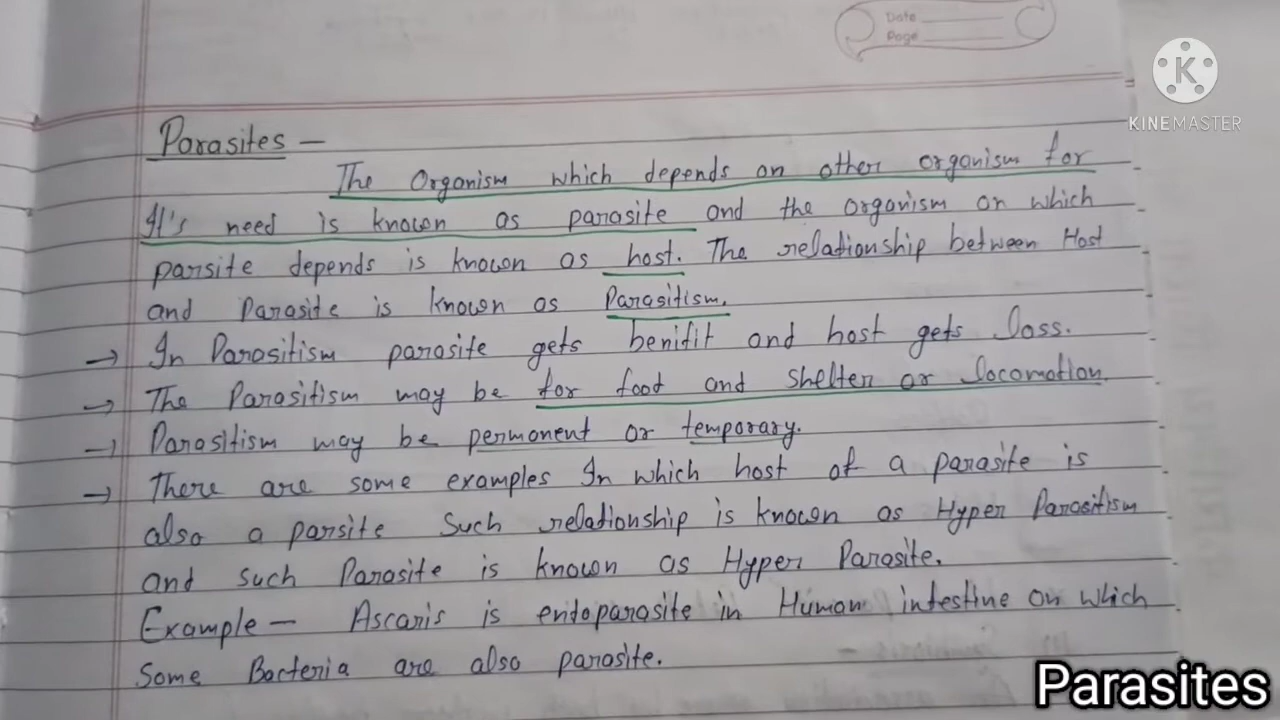 Date
Page
KINEMASTER
Parasites -
The Organism which depends on other organism for
It's need is known as parasite and the organism on which
parsite depends is known as host. The relationship between Host
and Parasite is known as Parasitism.
→ In Parasitism parasite gets benifit and host gets loss.
→ The Parasitism may be for food and shelter or locomotion.
→ Parasitism may be permonent or temporary.
→ There are some examples In which host of a parasite is
also a parsite Such relationship is known as Hyper Parasitism
and such Parasite is known as Hyper Parasite.
Example - Ascaris is entoparasite in Human intestine on which
Some Bacteria are also parasite.
Parasites